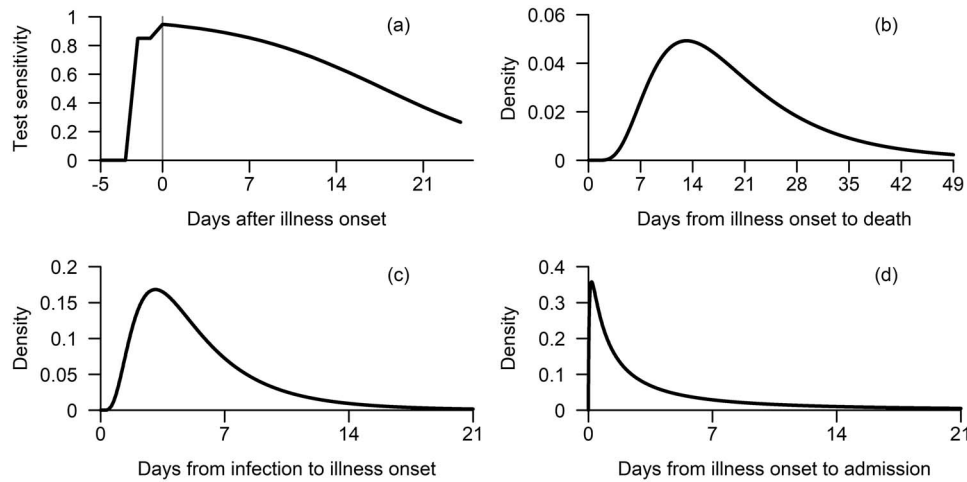 (a)
Test sensitivity
1
0.8
0.6
0.4
0.2
0
-5 0 7 14 21
Days after illness onset
(b)
Density
0.06
0.04
0.02
0
0 7 14 21 28 35 42 49
Days from illness onset to death
(c)
Density
0.2
0.15
0.1
0.05
0
0 7 14 21
Days from infection to illness onset
(d)
Density
0.4
0.3
0.2
0.1
0
0 7 14 21
Days from illness onset to admission